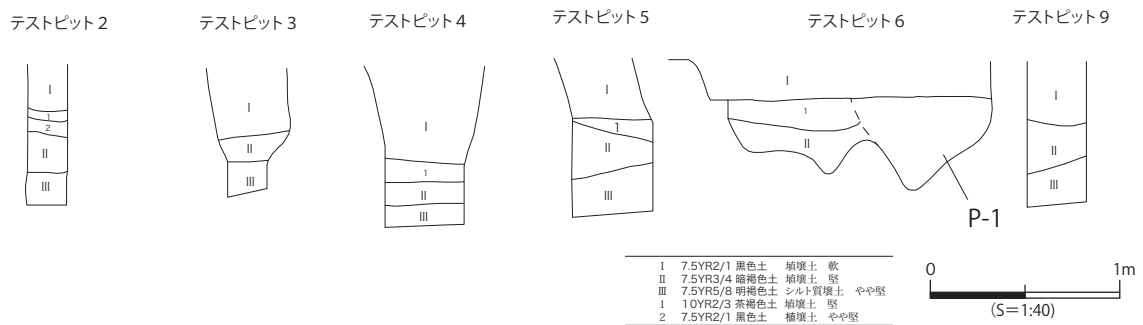 テストピット 2
テストピット 3
テストピット 4
テストピット 5
テストピット 6
テストピット 9
I
1
2
II
III
I
II
III
I
1
II
III
I
1
II
III
I
1
II
P-1
I
II
III
I 7.5YR2/1 黒色土 埴壌土 軟
II 7.5YR3/4 暗褐色土 埴壌土 堅
III 7.5YR5/8 明褐色土 シルト質壌土 やや堅
1 10YR2/3 茶褐色土 埴壌土 堅
2 7.5YR2/1 黒色土 植壌土 やや堅
0 1m
(S=1:40)